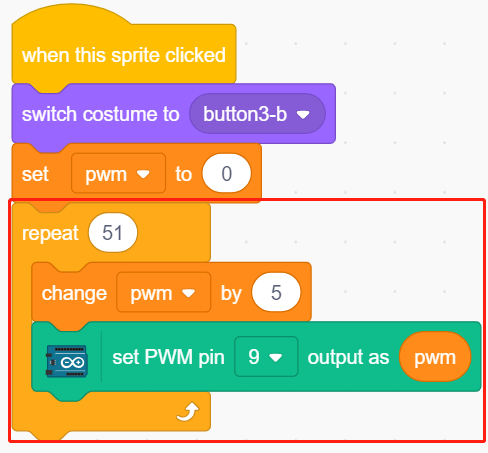 when this sprite clicked
switch costume to button3-b
set pwm to 0
repeat 51
change pwm by 5
set PWM pin 9 output as pwm